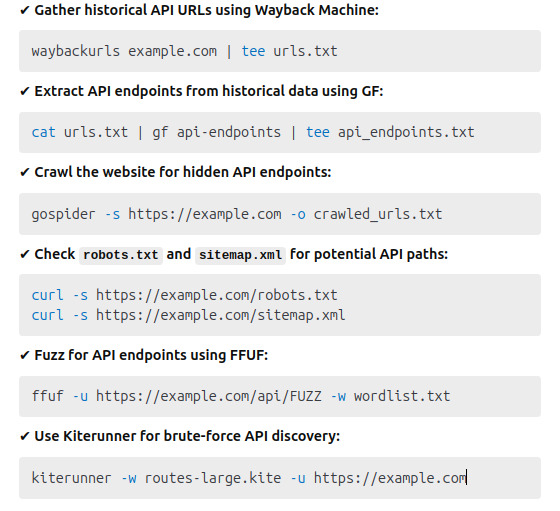 ✔ Gather historical API URLs using Wayback Machine:
waybackurls example.com | tee urls.txt
✔ Extract API endpoints from historical data using GF:
cat urls.txt | gf api-endpoints | tee api_endpoints.txt
✔ Crawl the website for hidden API endpoints:
gospider -s https://example.com -o crawled_urls.txt
✔ Check robots.txt and sitemap.xml for potential API paths:
curl -s https://example.com/robots.txt
curl -s https://example.com/sitemap.xml
✔ Fuzz for API endpoints using FFUF:
ffuf -u https://example.com/api/FUZZ -w wordlist.txt
✔ Use Kiterunner for brute-force API discovery:
kiterunner -w routes-large.kite -u https://example.com